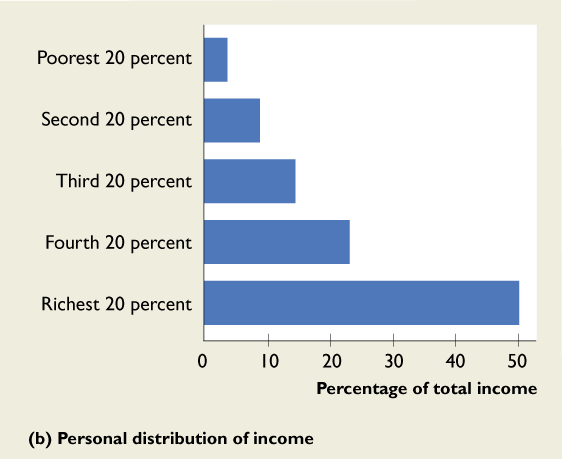 Poorest 20 percent
Second 20 percent
Third 20 percent
Fourth 20 percent
Richest 20 percent
0 10 20 30 40 50
Percentage of total income
(b) Personal distribution of income